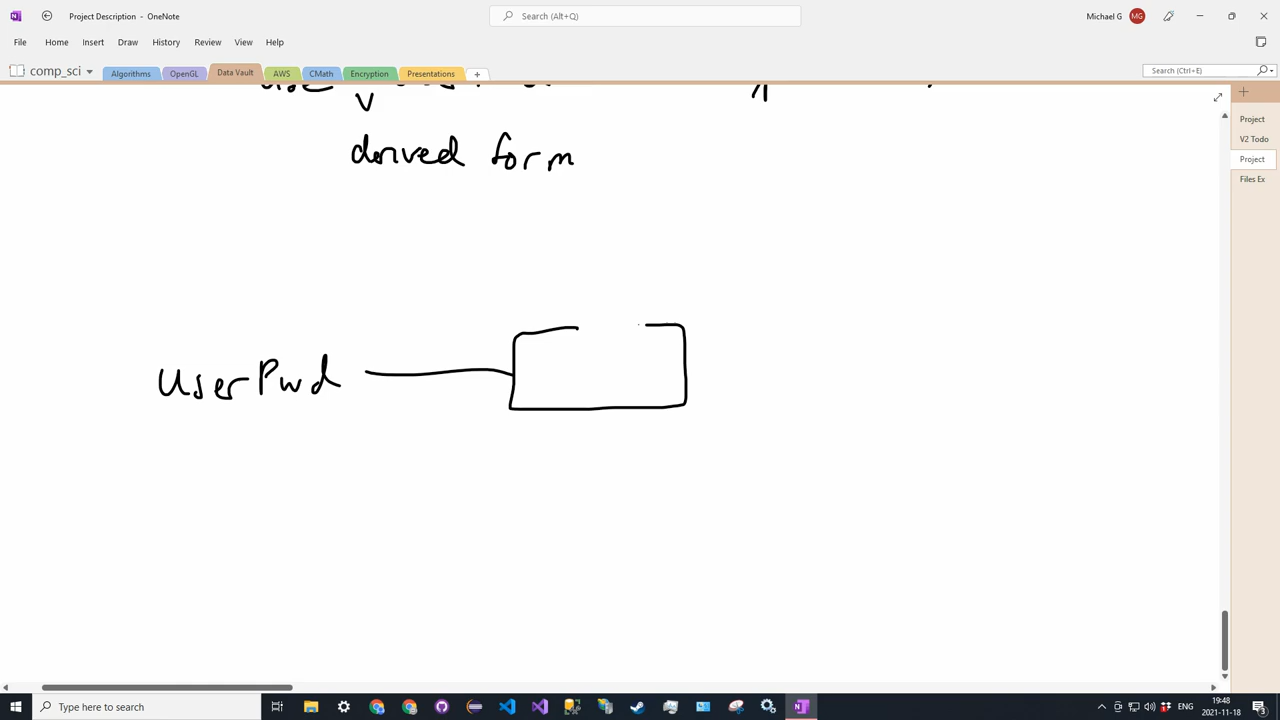 Project Description - OneNote
Search (Alt+Q)
Michael G
MG
File Home Insert Draw History Review View Help
comp_sci
Algorithms OpenGL Data Vault AWS CMath Encryption Presentations
Search (Ctrl+E)
Project
V2 Todo
Project
Files Ex
use
derived form
UserPwd
Type here to search
ENG
19:48
2021-11-18